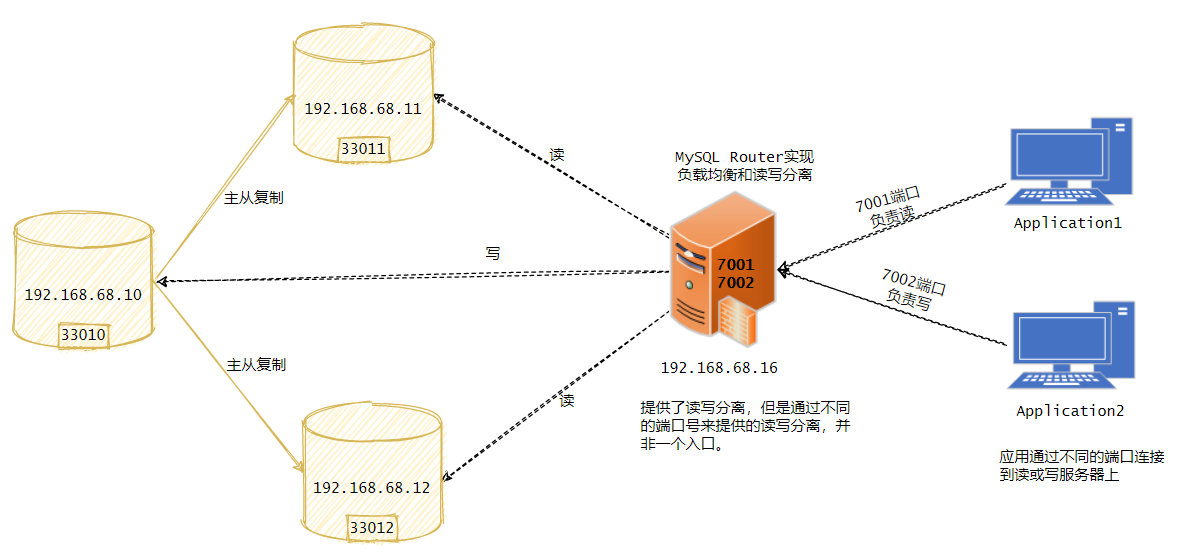 192.168.68.11
33011
主从复制
192.168.68.10
33010
主从复制
192.168.68.12
33012
读
写
读
MySQL Router实现
负载均衡和读写分离
7001
7002
192.168.68.16
提供了读写分离，但是通过不同
的端口号来提供的读写分离，并
非一个入口。
7001端口
负责读
7002端口
负责写
Application1
Application2
应用通过不同的端口连接
到读或写服务器上